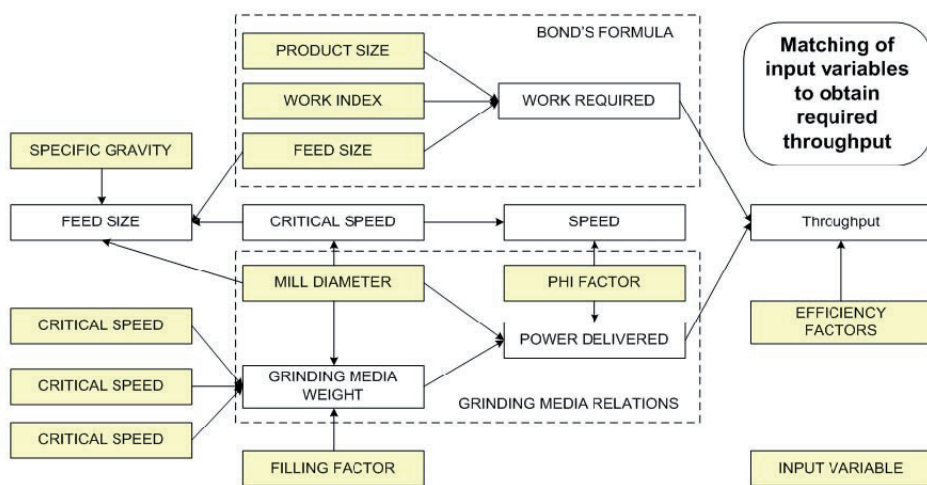 BOND'S FORMULA
PRODUCT SIZE
WORK INDEX
WORK REQUIRED
FEED SIZE
Matching of
input variables
to obtain
required
throughput
SPECIFIC GRAVITY
FEED SIZE
CRITICAL SPEED
SPEED
Throughput
MILL DIAMETER
PHI FACTOR
CRITICAL SPEED
POWER DELIVERED
EFFICIENCY
FACTORS
CRITICAL SPEED
GRINDING MEDIA
WEIGHT
GRINDING MEDIA RELATIONS
CRITICAL SPEED
FILLING FACTOR
INPUT VARIABLE